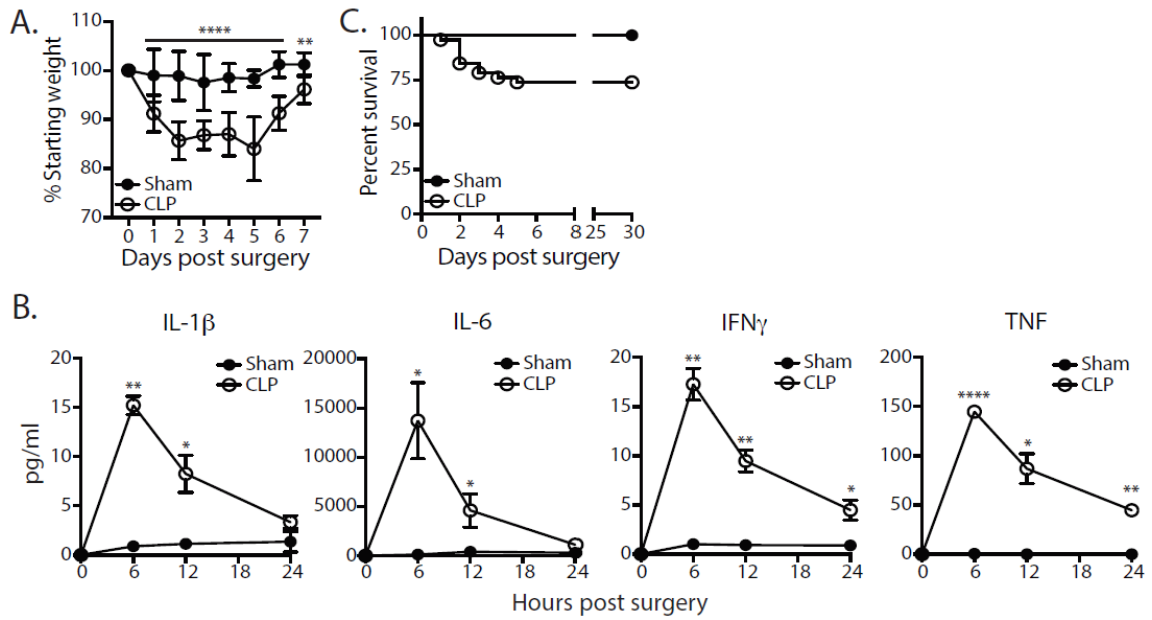 A.
110
100
90
80
70
% Starting weight
****
**
Sham
CLP
0 1 2 3 4 5 6 7
Days post surgery
C.
100
75
50
25
0
Percent survival
Sham
CLP
0 2 4 6 8 25 30
Days post surgery
B.
IL-1β
20
15
10
5
0
pg/ml
Sham
CLP
**
*
0 6 12 18 24
IL-6
20000
15000
10000
5000
0
Sham
CLP
*
*
0 6 12 18 24
IFNγ
20
15
10
5
0
Sham
CLP
**
**
*
0 6 12 18 24
TNF
200
150
100
50
0
Sham
CLP
****
*
**
0 6 12 18 24
Hours post surgery